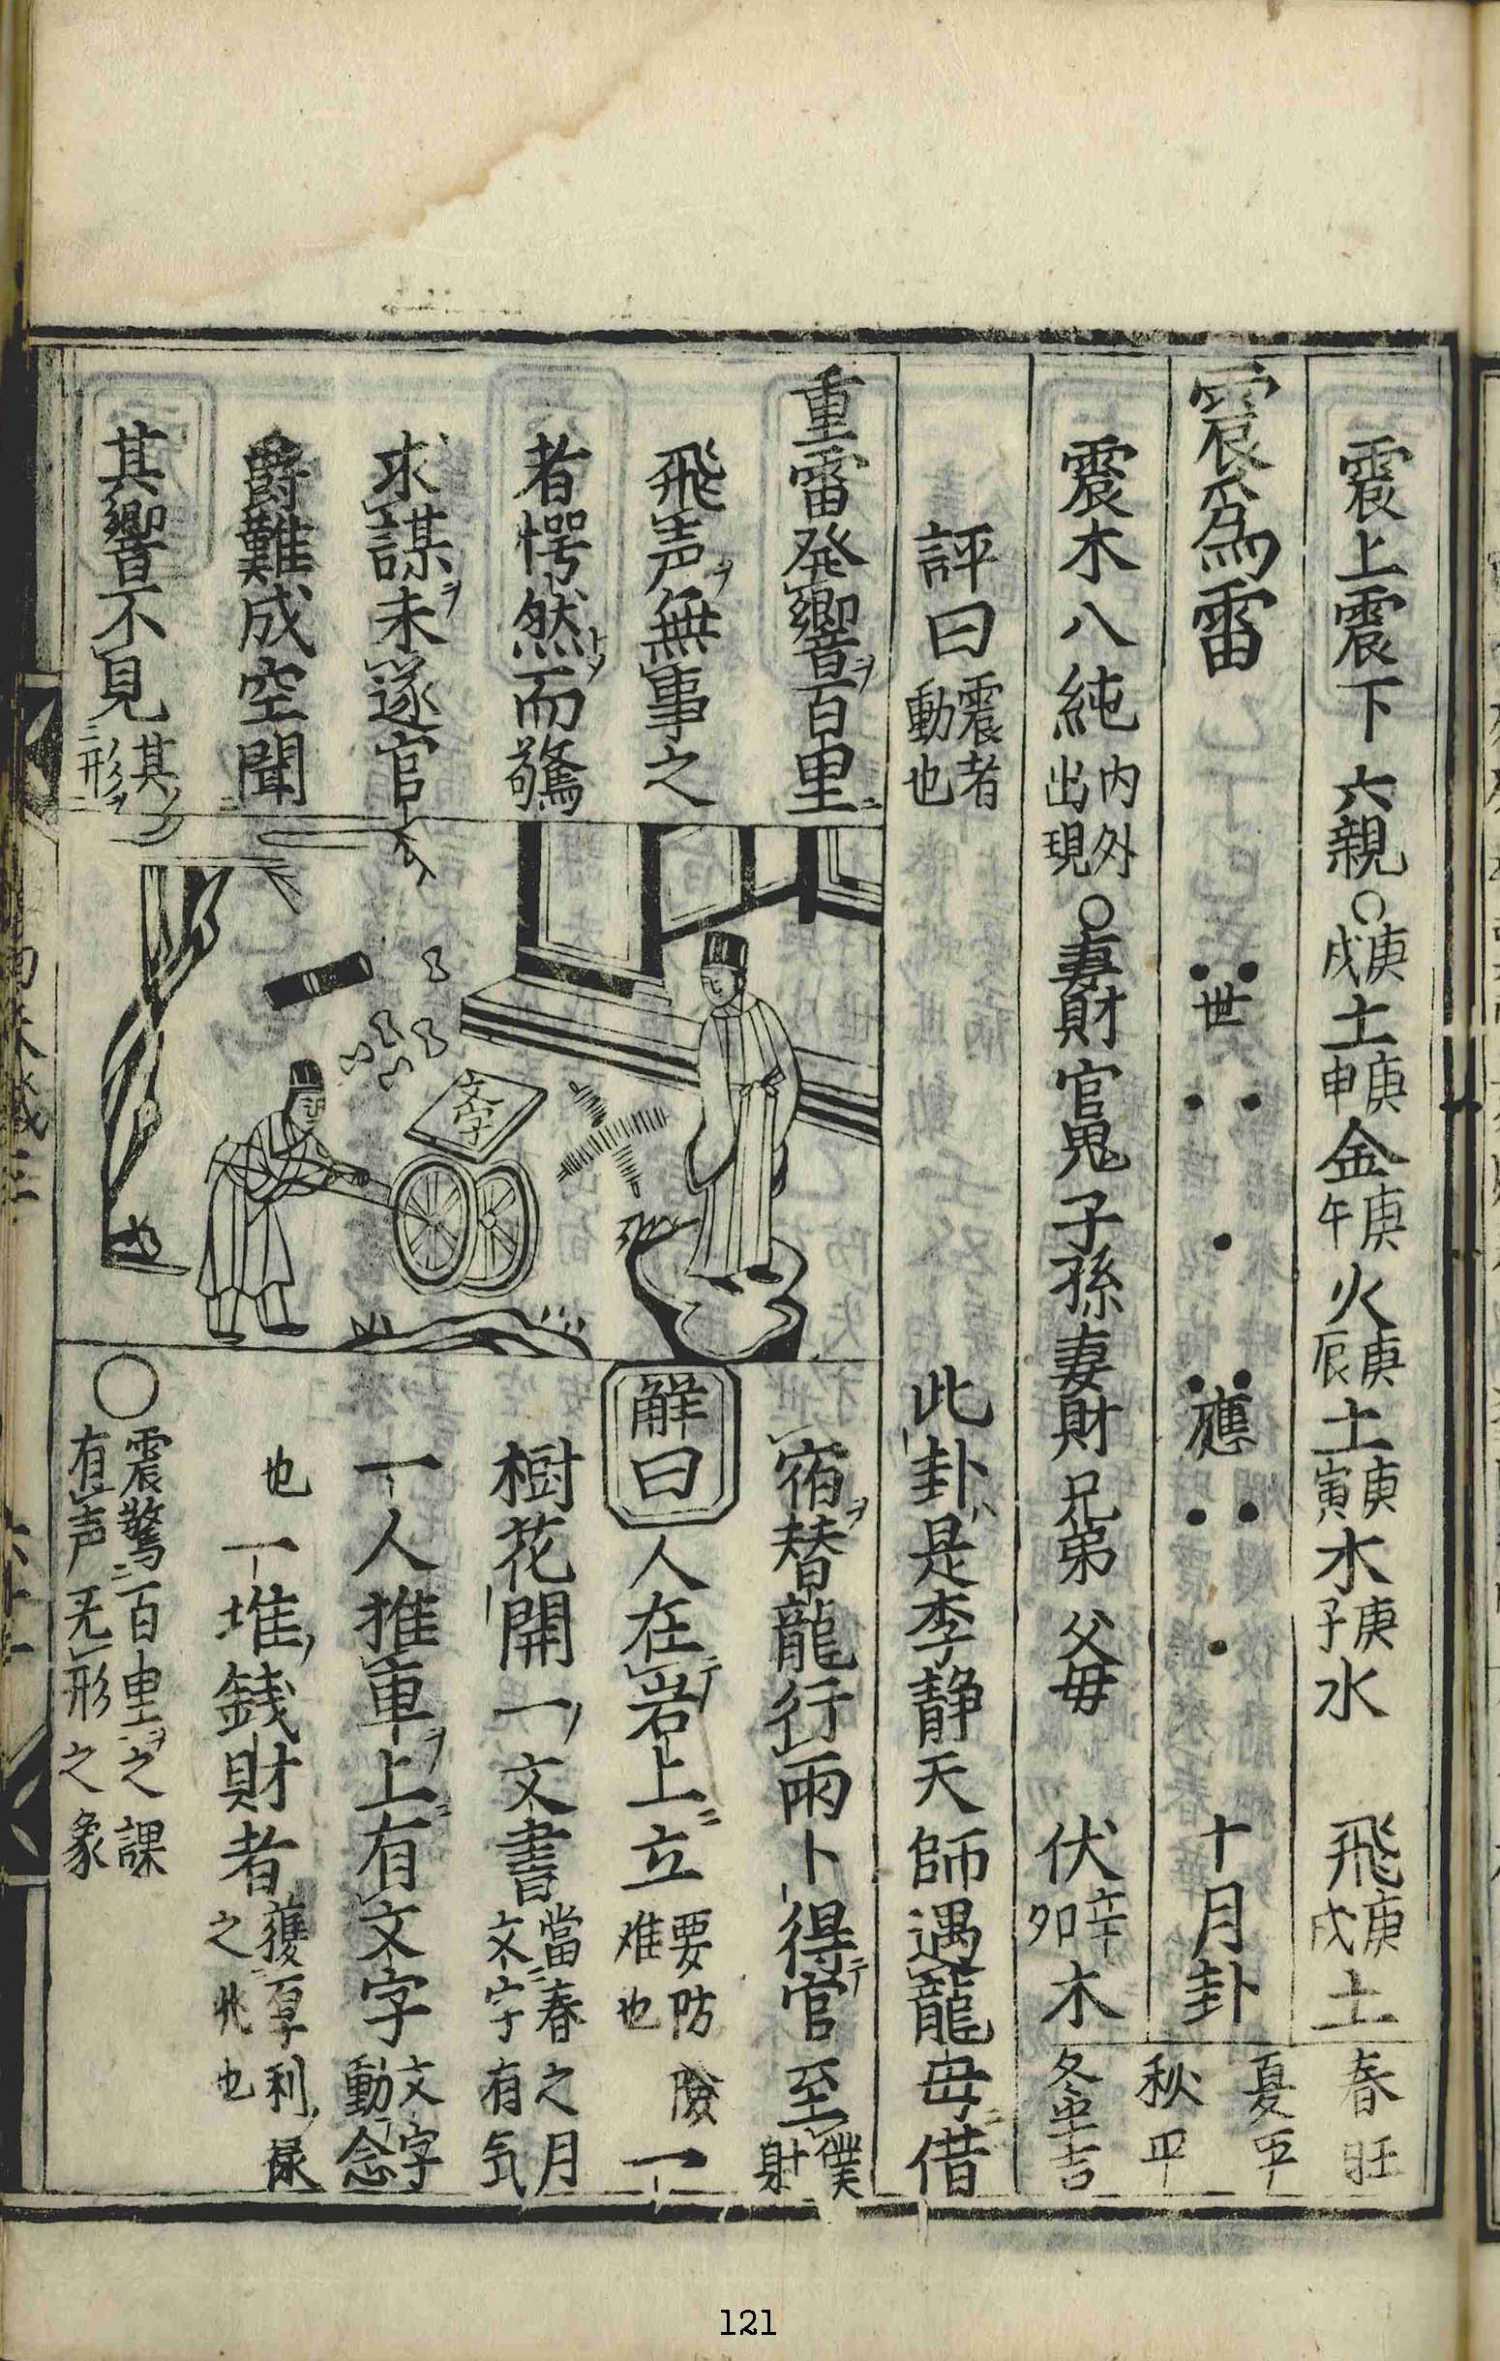 震上震下 六親○庚戌土庚申金庚午火庚辰土庚寅木庚子水 飛庚戌土 春旺
震為雷 世 應 十月卦 夏平 秋平
震木八純内外出現○妻財 官鬼 子孫 妻財 兄弟 父母 伏辛卯木 冬至吉
評曰震者動也
此卦是李静天師遇龍母借
宿替龍行雨卜得官至僕射
重雷発響百里
飛声無事之
者愕然而驚
求謀未遂官
爵難成空聞
其響不見其形
文字
解曰人在岩上立要防險难也一
樹花開一文書當春之月文字有気
一人推車上有文字文字動念
也一堆銭財者獲厚利禄之兆也
○震驚百里之課
有声无形之象
121